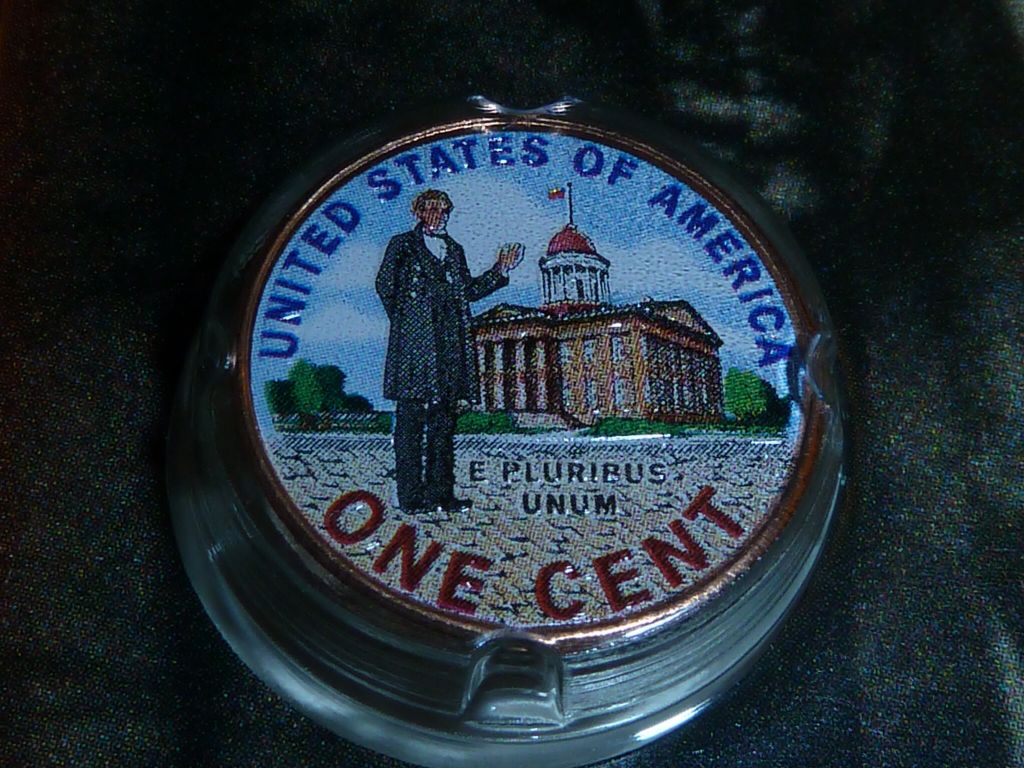 UNITED STATES OF AMERICA
E PLURIBUS
UNUM
ONE CENT